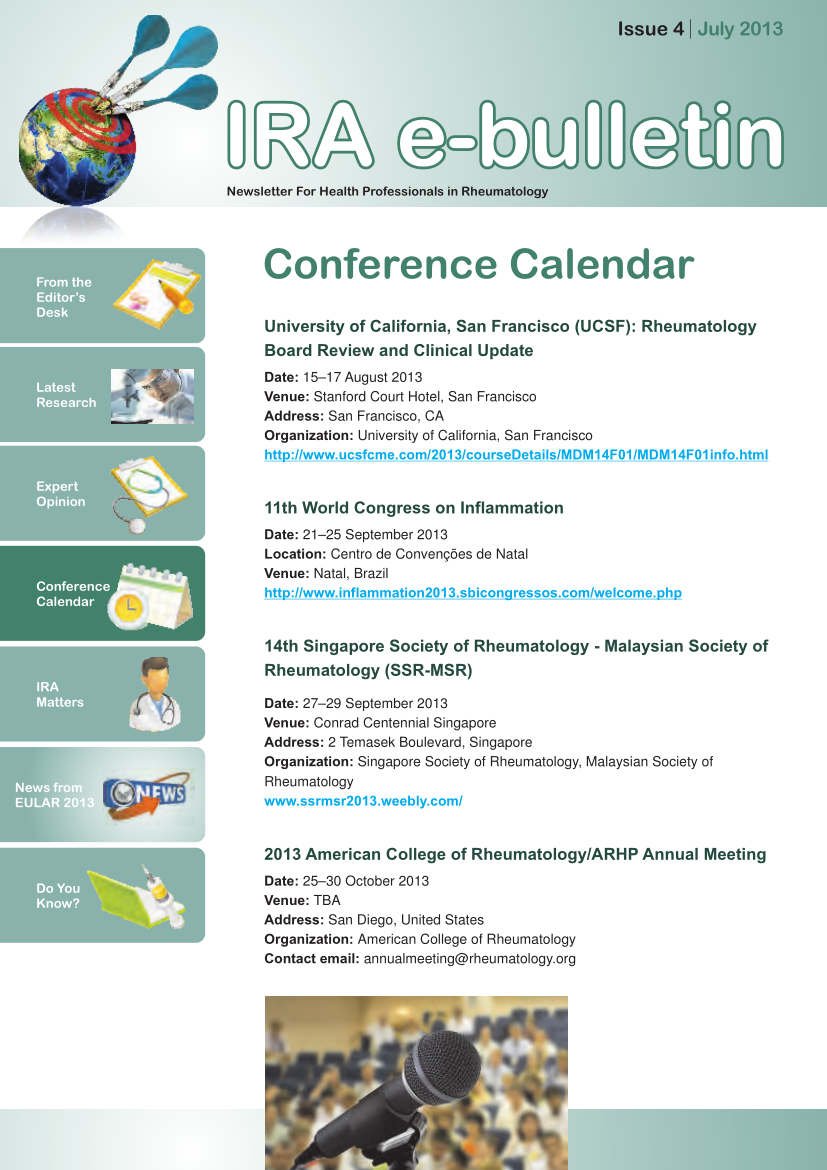 Issue 4 | July 2013
IRA e-bulletin
Newsletter For Health Professionals in Rheumatology
From the
Editor's
Desk
Latest
Research
Expert
Opinion
Conference
Calendar
IRA
Matters
News from
EULAR 2013
NEWS
Do You
Know?
Conference Calendar
University of California, San Francisco (UCSF): Rheumatology
Board Review and Clinical Update
Date: 15–17 August 2013
Venue: Stanford Court Hotel, San Francisco
Address: San Francisco, CA
Organization: University of California, San Francisco
http://www.ucsfcme.com/2013/courseDetails/MDM14F01/MDM14F01info.html
11th World Congress on Inflammation
Date: 21–25 September 2013
Location: Centro de Convenções de Natal
Venue: Natal, Brazil
http://www.inflammation2013.sbicongressos.com/welcome.php
14th Singapore Society of Rheumatology - Malaysian Society of
Rheumatology (SSR-MSR)
Date: 27–29 September 2013
Venue: Conrad Centennial Singapore
Address: 2 Temasek Boulevard, Singapore
Organization: Singapore Society of Rheumatology, Malaysian Society of
Rheumatology
www.ssrmsr2013.weebly.com/
2013 American College of Rheumatology/ARHP Annual Meeting
Date: 25–30 October 2013
Venue: TBA
Address: San Diego, United States
Organization: American College of Rheumatology
Contact email: annualmeeting@rheumatology.org